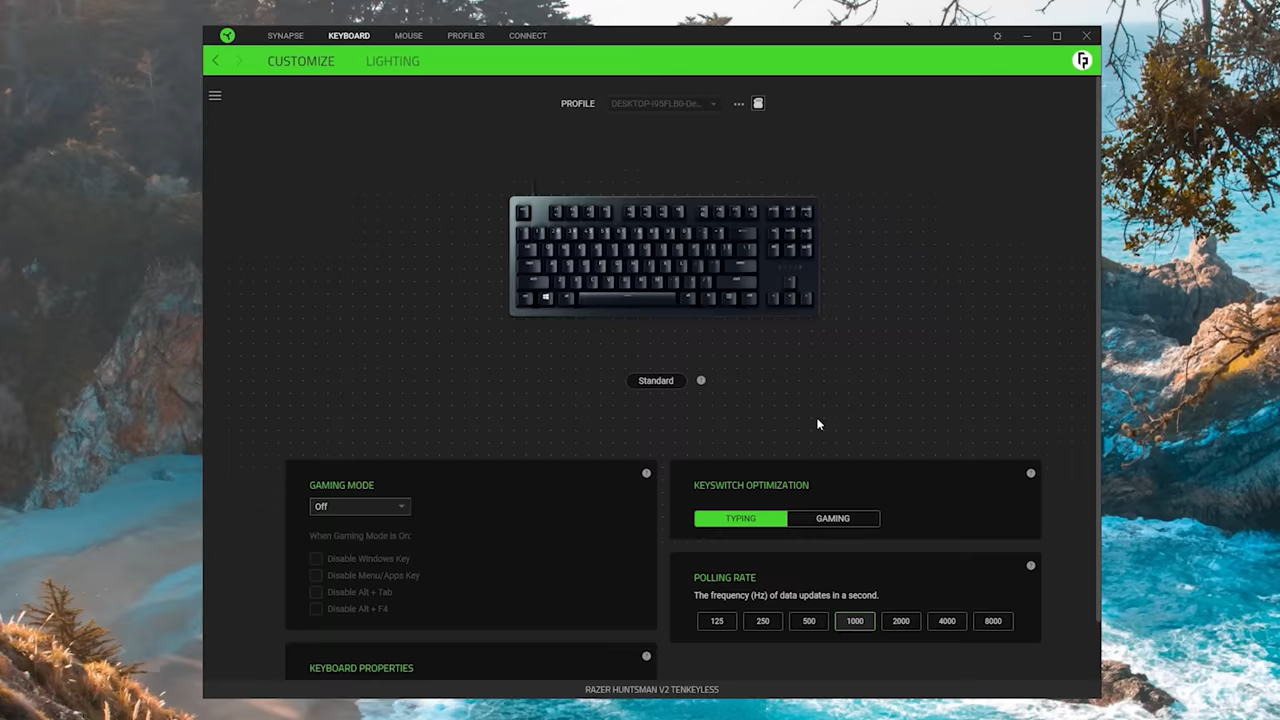 SYNAPSE KEYBOARD MOUSE PROFILES CONNECT
CUSTOMIZE LIGHTING
PROFILE DESKTOP-I95FLB0-De...
Standard
GAMING MODE
Off
When Gaming Mode is On:
Disable Windows Key
Disable Menu/Apps Key
Disable Alt + Tab
Disable Alt + F4
KEYSWITCH OPTIMIZATION
TYPING GAMING
POLLING RATE
The frequency (Hz) of data updates in a second.
125 250 500 1000 2000 4000 8000
KEYBOARD PROPERTIES
RAZER HUNTSMAN V2 TENKEYLESS